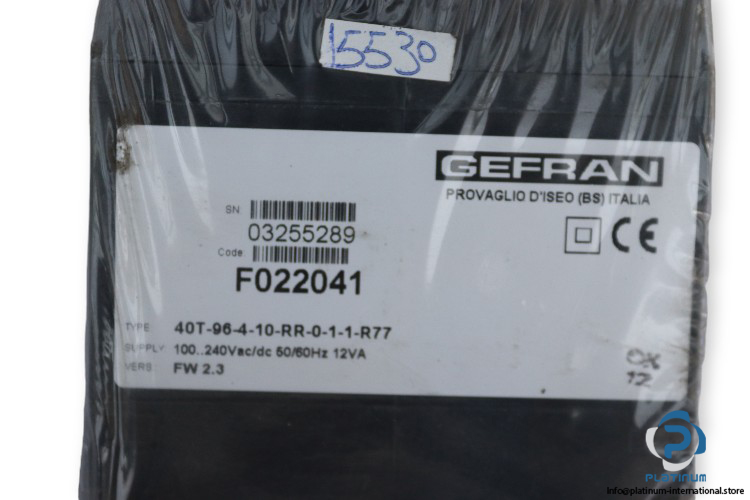 5530
GEFRAN
PROVAGLIO D'ISEO (BS) ITALIA
SN:
03255289
Code:
F022041
CE
TYPE: 40T-96-4-10-RR-0-1-1-R77
SUPPLY: 100..240Vac/dc 50/60Hz 12VA
VERS: FW 2.3
OK
12
PLATINUM
info@platinum-international.store